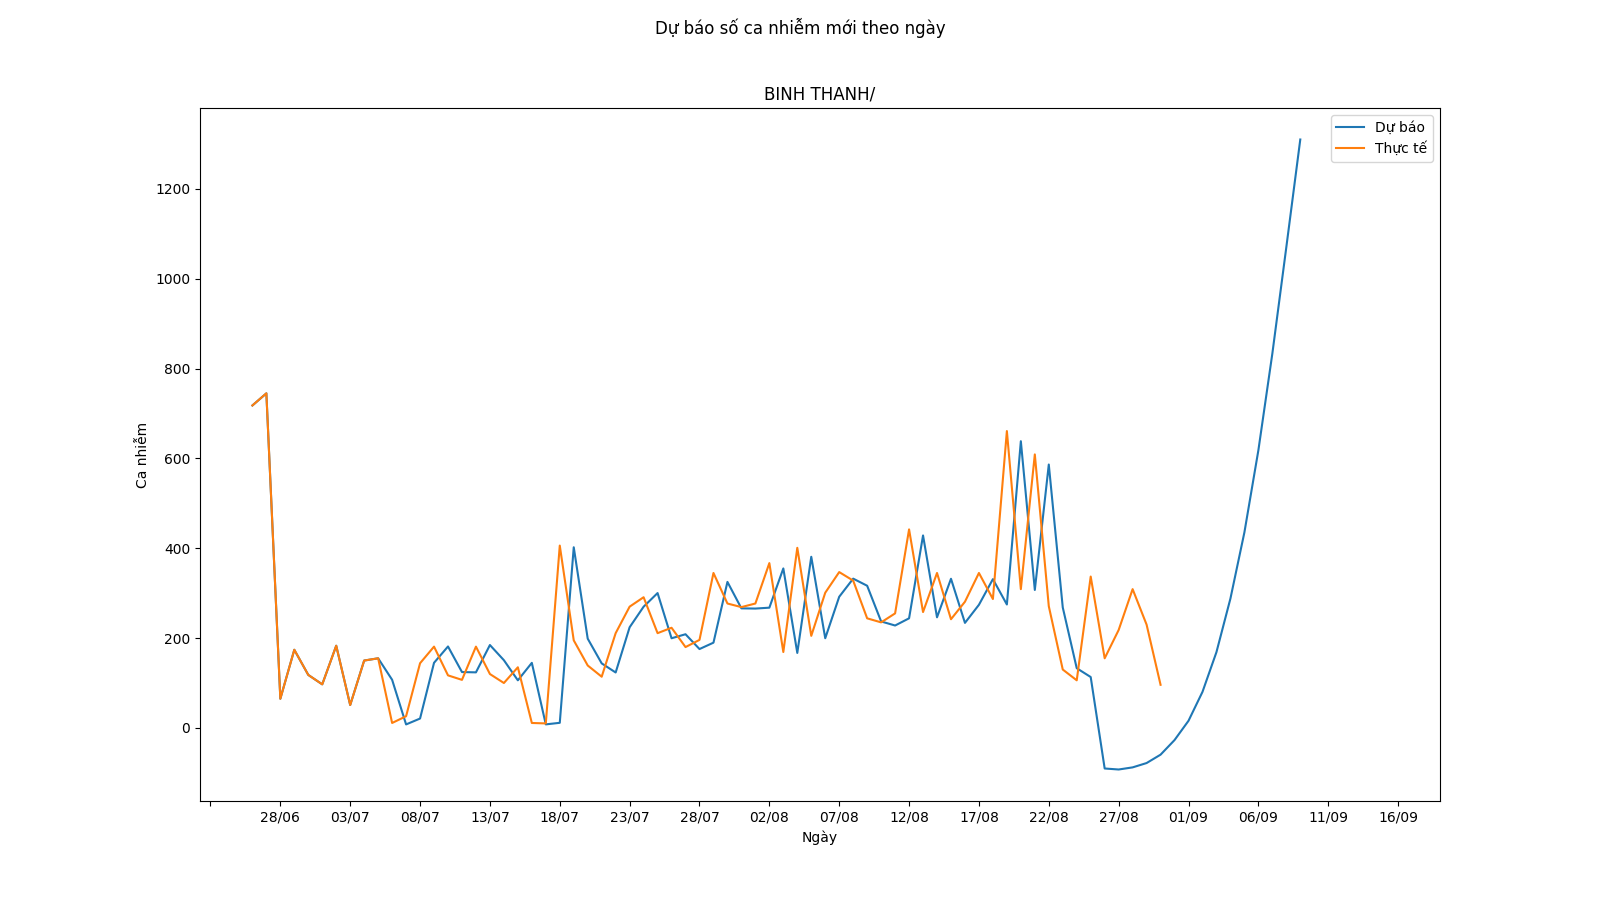 Dự báo số ca nhiễm mới theo ngày
BINH THANH/
Dự báo
Thực tế
1200
1000
800
600
400
200
0
Ca nhiễm
28/06 03/07 08/07 13/07 18/07 23/07 28/07 02/08 07/08 12/08 17/08 22/08 27/08 01/09 06/09 11/09 16/09
Ngày